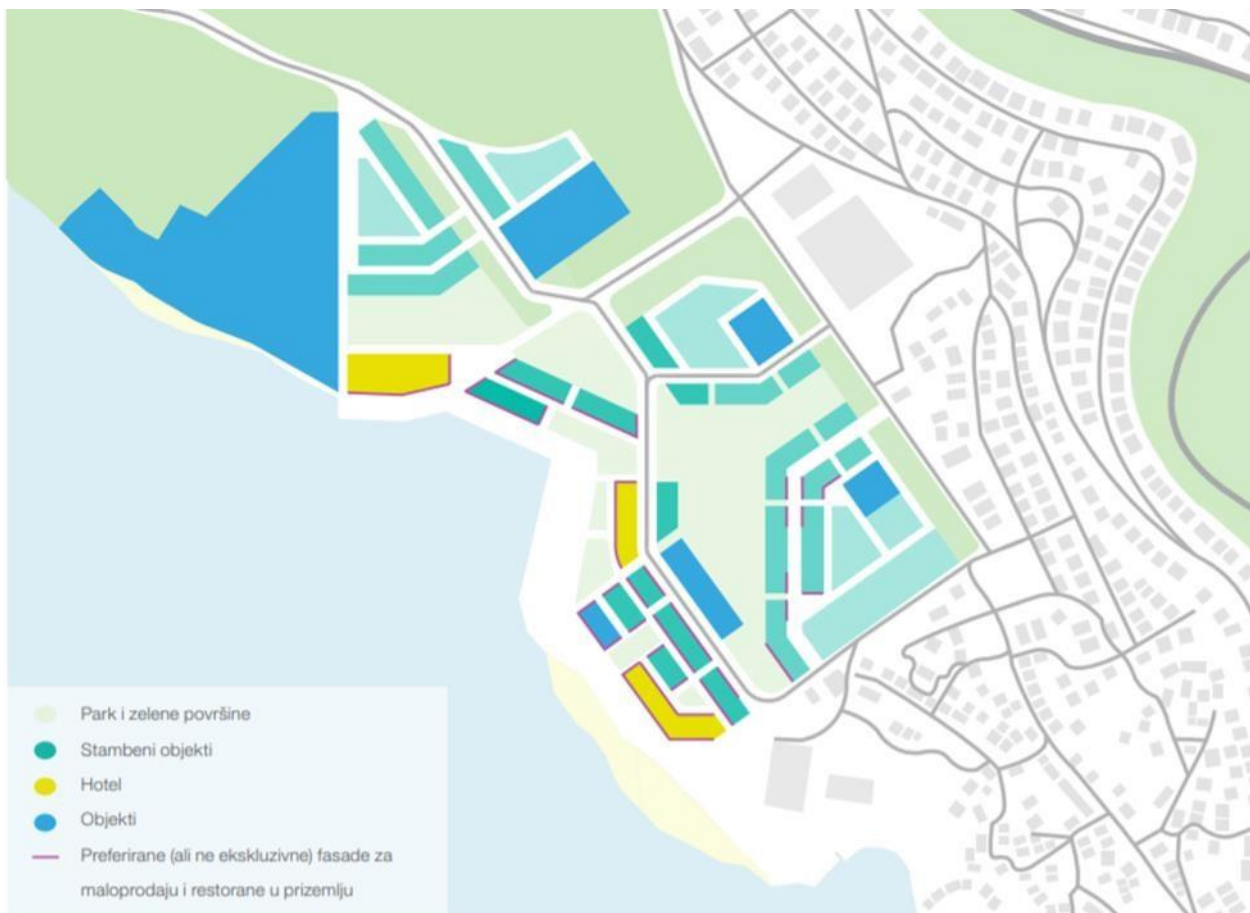 Park i zelene površine
Stambeni objekti
Hotel
Objekti
Preferirane (ali ne ekskluzivne) fasade za
maloprodaju i restorane u prizemlju